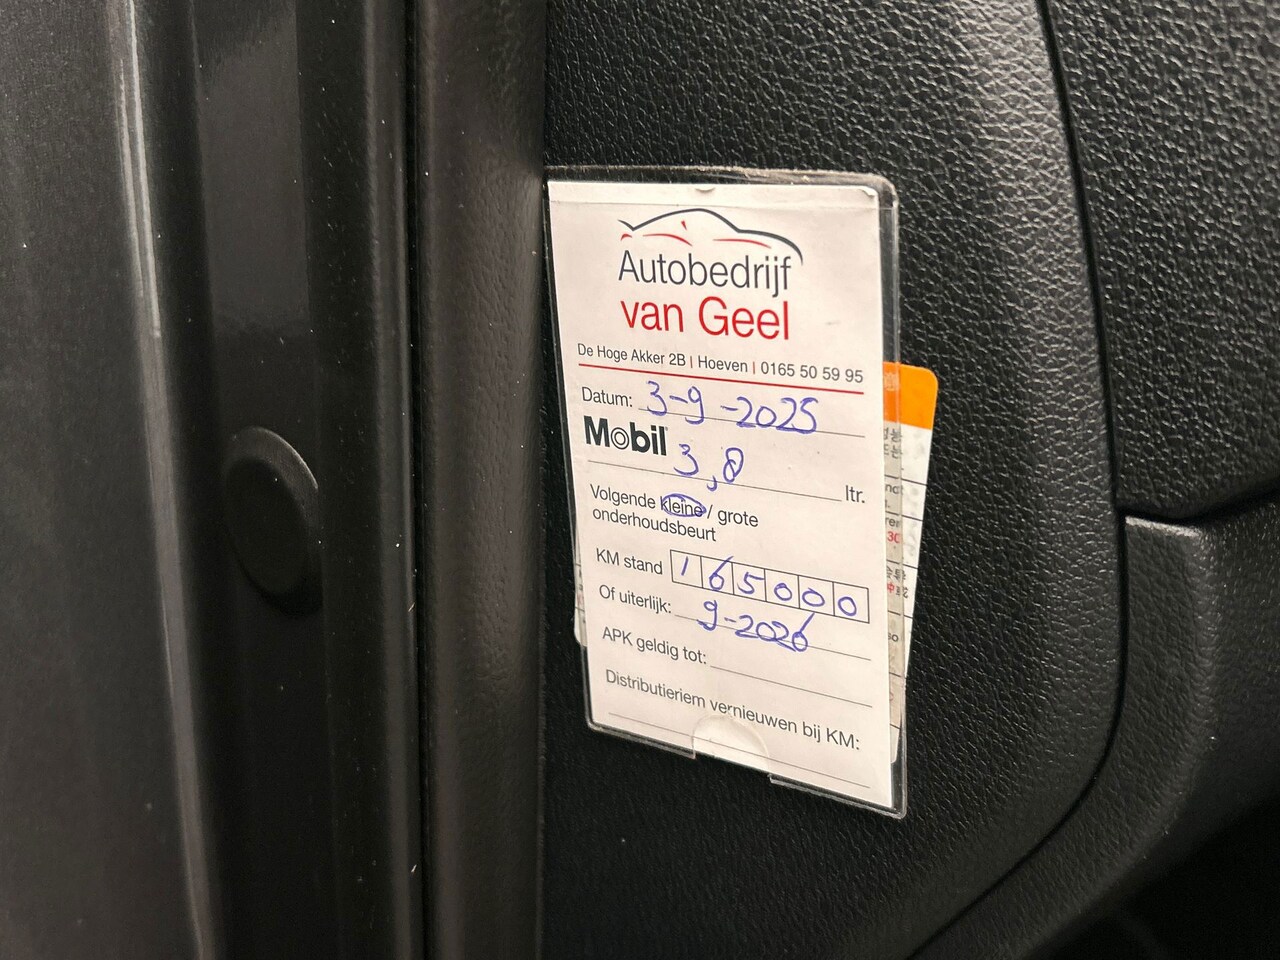 Autobedrijf
van Geel
De Hoge Akker 2B | Hoeven | 0165 50 59 95
Datum: 3-9-2025
Mobil 3,8 ltr.
Volgende kleine / grote
onderhoudsbeurt
KM stand 165000
Of uiterlijk: 9-2026
APK geldig tot:
Distributieriem vernieuwen bij KM:
30